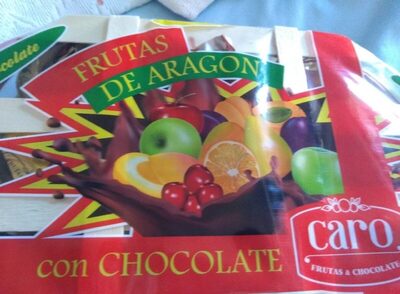 chocolate
FRUTAS
DE ARAGON
con CHOCOLATE
caro
FRUTAS & CHOCOLATE